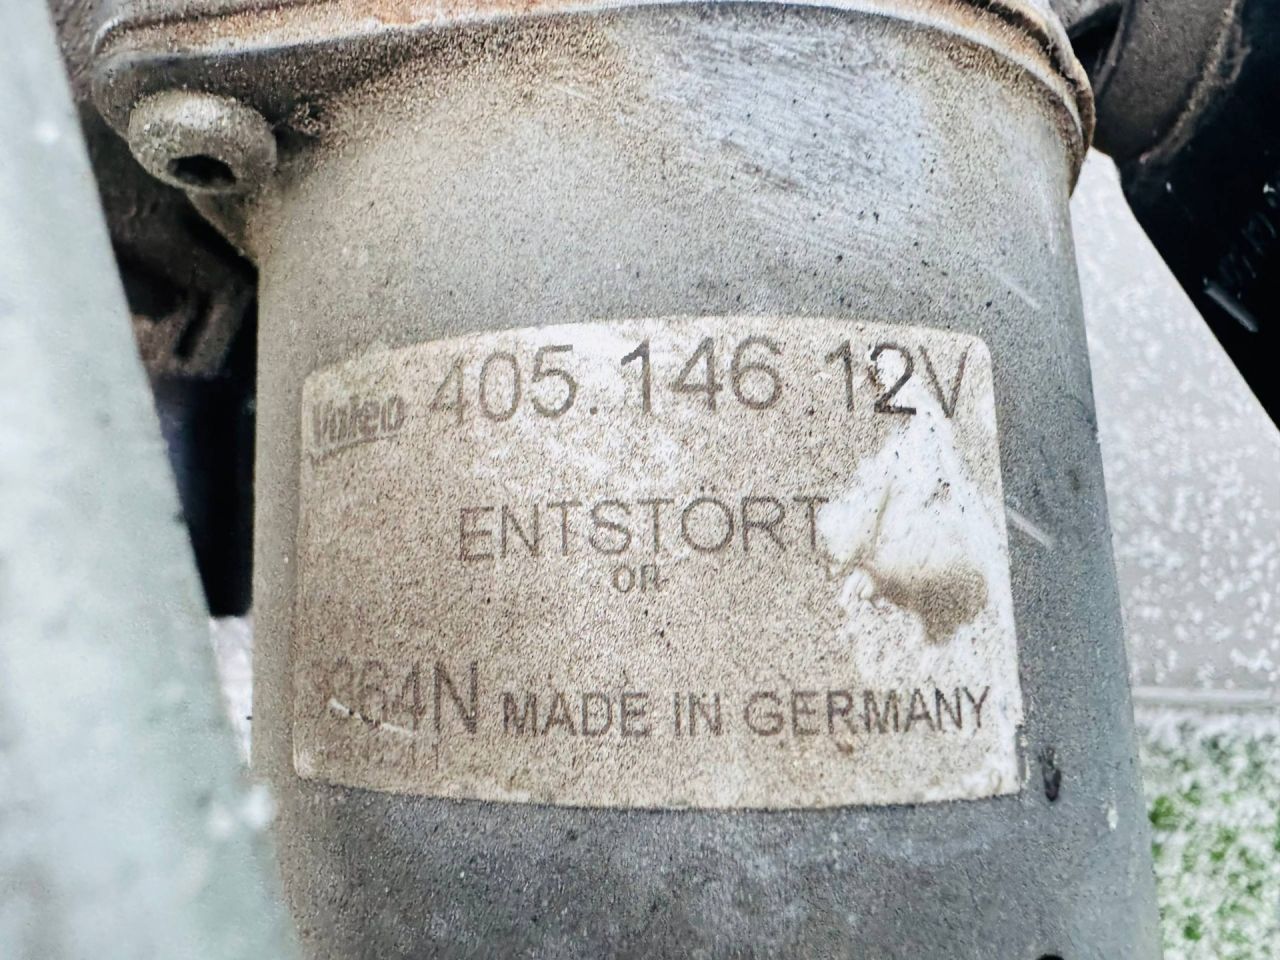 Valeo 405.146 12V
ENTSTÖRT
OR
MADE IN GERMANY